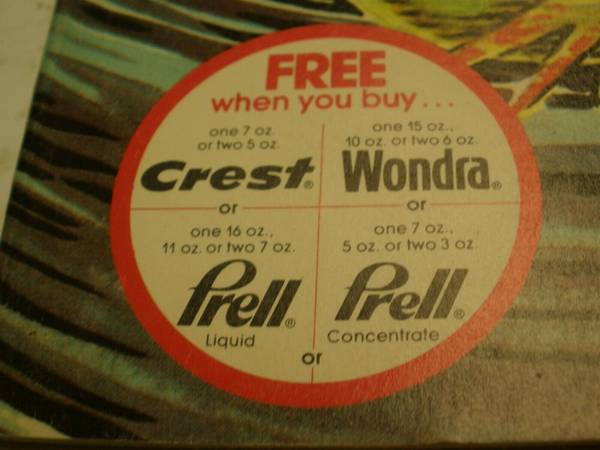 FREE
when you buy...
one 7 oz.
or two 5 oz.
Crest®
or
one 15 oz.,
10 oz. or two 6 oz.
Wondra®
or
one 16 oz.,
11 oz. or two 7 oz.
Prell®
Liquid
or
one 7 oz.,
5 oz. or two 3 oz.
Prell®
Concentrate